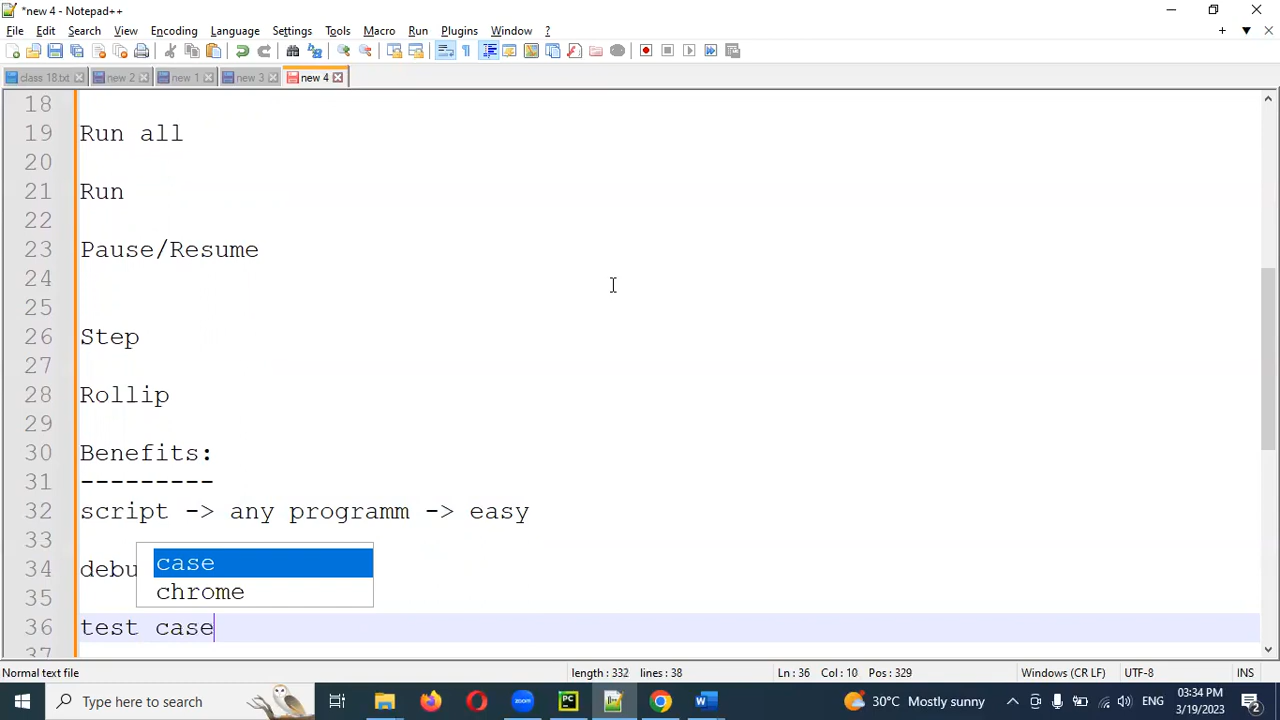 *new 4 - Notepad++
File Edit Search View Encoding Language Settings Tools Macro Run Plugins Window ?
class 18.txt new 2 new 1 new 3 new 4
18
19 Run all
20
21 Run
22
23 Pause/Resume
24
25
26 Step
27
28 Rollip
29
30 Benefits:
31 ---------
32 script -> any programm -> easy
33
34 debu
case
chrome
35
36 test case
37
Normal text file length : 332 lines : 38 Ln : 36 Col : 10 Pos : 329 Windows (CR LF) UTF-8 INS
Type here to search 30°C Mostly sunny ENG 03:34 PM
3/19/2023 2